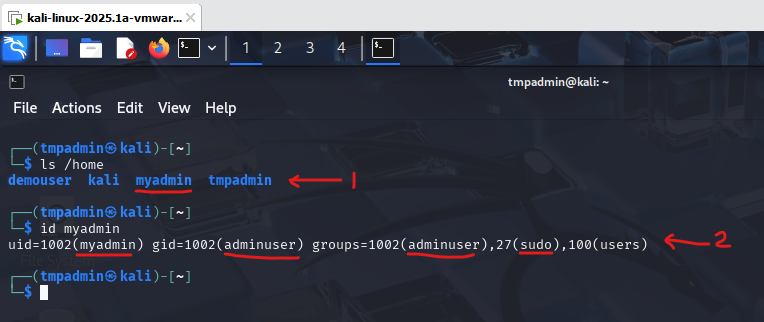 kali-linux-2025.1a-vmwar...
1 2 3 4
tmpadmin@kali: ~
File Actions Edit View Help
┌──(tmpadmin㉿kali)-[~]
└─$ ls /home
demouser kali myadmin tmpadmin
1
┌──(tmpadmin㉿kali)-[~]
└─$ id myadmin
uid=1002(myadmin) gid=1002(adminuser) groups=1002(adminuser),27(sudo),100(users)
2
File System
┌──(tmpadmin㉿kali)-[~]
└─$